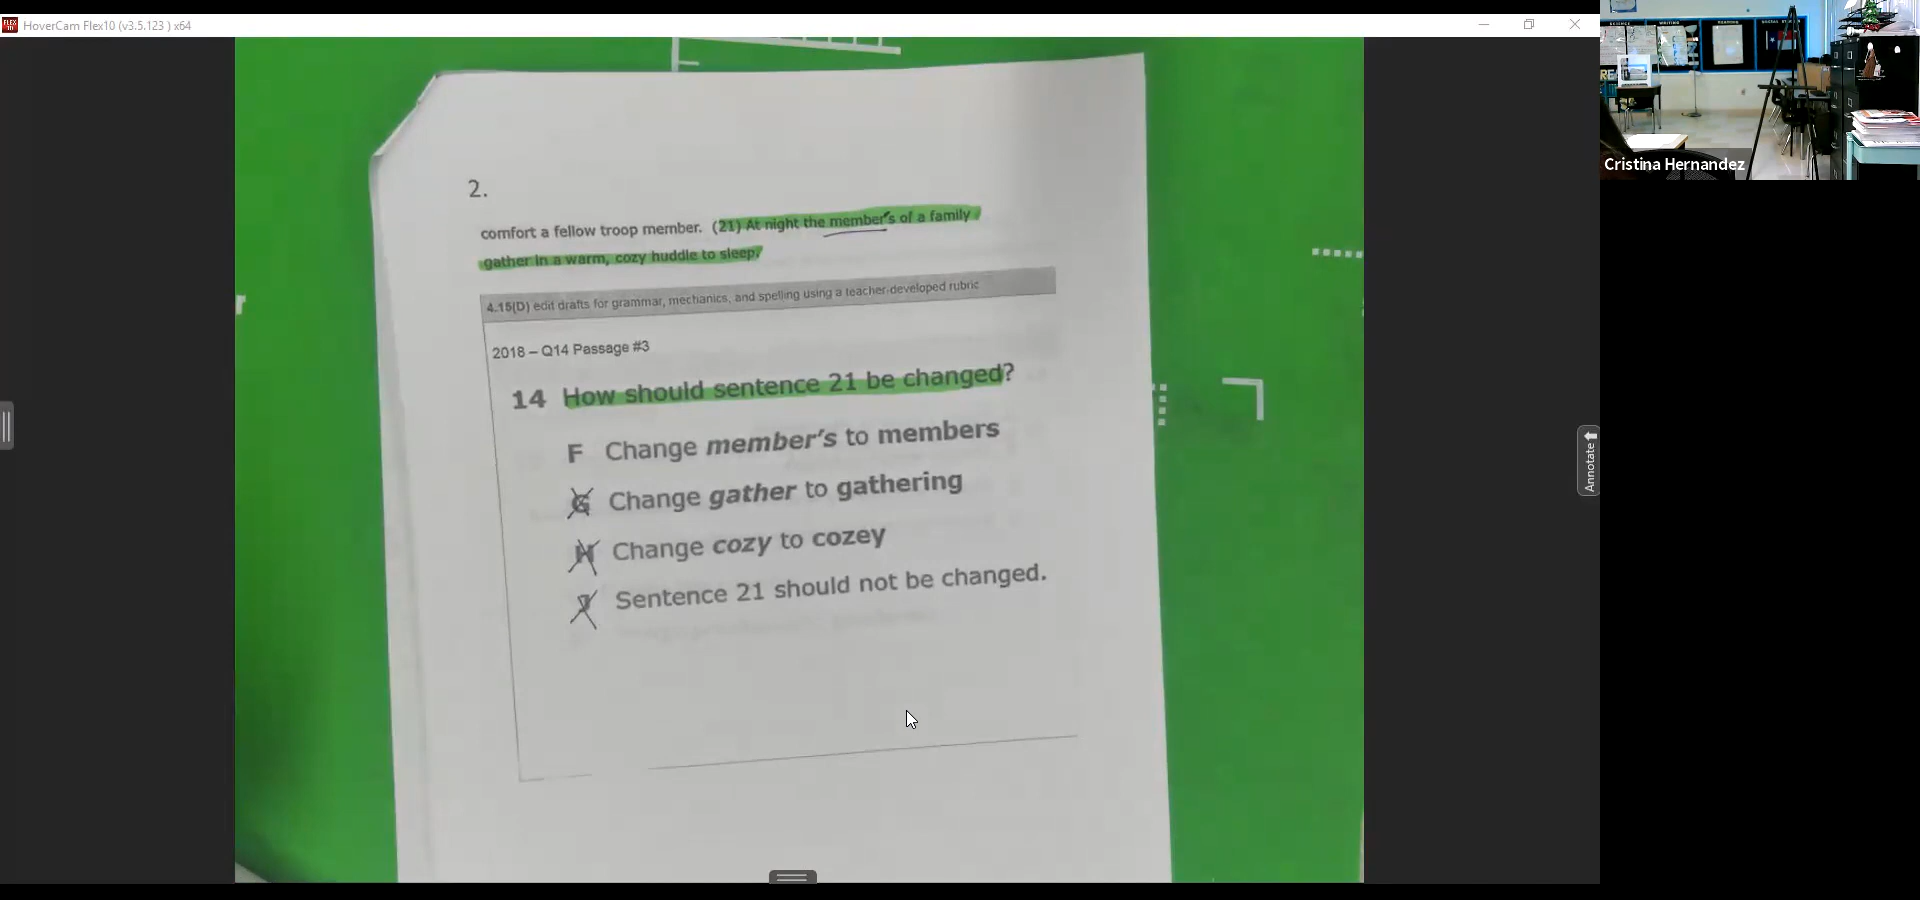 HoverCam Flex10 (v3.5.123 ) x64
2.
comfort a fellow troop member. (21) At night the member's of a family
gather in a warm, cozy huddle to sleep.
4.15(D) edit drafts for grammar, mechanics, and spelling using a teacher-developed rubric
2018 – Q14 Passage #3
14 How should sentence 21 be changed?
F Change member's to members
G Change gather to gathering
H Change cozy to cozey
J Sentence 21 should not be changed.
Annotate
SCIENCE
WRITING
READING
Cristina Hernandez